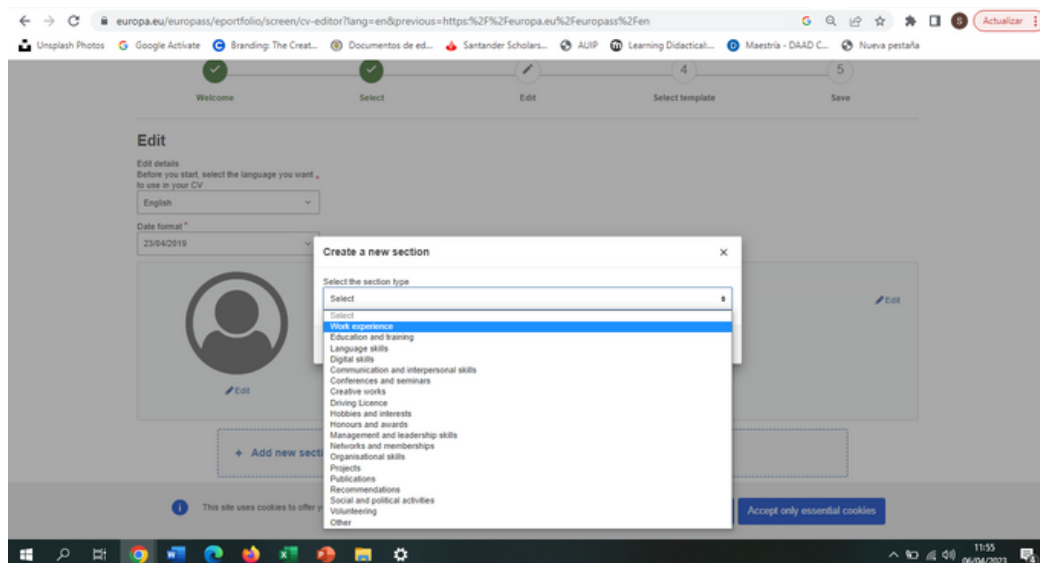 europa.eu/europass/eportfolio/screen/cv-editor?lang=en&previous=https:%2F%2Feuropa.eu%2Feuropass%2Fen
S
Actualizar
Unsplash Photos
Google Activate
Branding: The Creat...
Documentos de ed...
Santander Scholars...
AUIP
Learning Didactical:...
Maestría - DAAD C...
Nueva pestaña
4
5
Welcome
Select
Edit
Select template
Save
Edit
Edit details
Before you start, select the language you want *
to use in your CV
English
Date format *
23/04/2019
Create a new section
Select the section type
Select
Select
Work experience
Education and training
Language skills
Digital skills
Communication and interpersonal skills
Conferences and seminars
Creative works
Driving Licence
Hobbies and interests
Honours and awards
Management and leadership skills
Networks and memberships
Organisational skills
Projects
Publications
Recommendations
Social and political activities
Volunteering
Other
Edit
Edit
+ Add new secti
This site uses cookies to offer y
Accept only essential cookies
11:55
06/04/2023